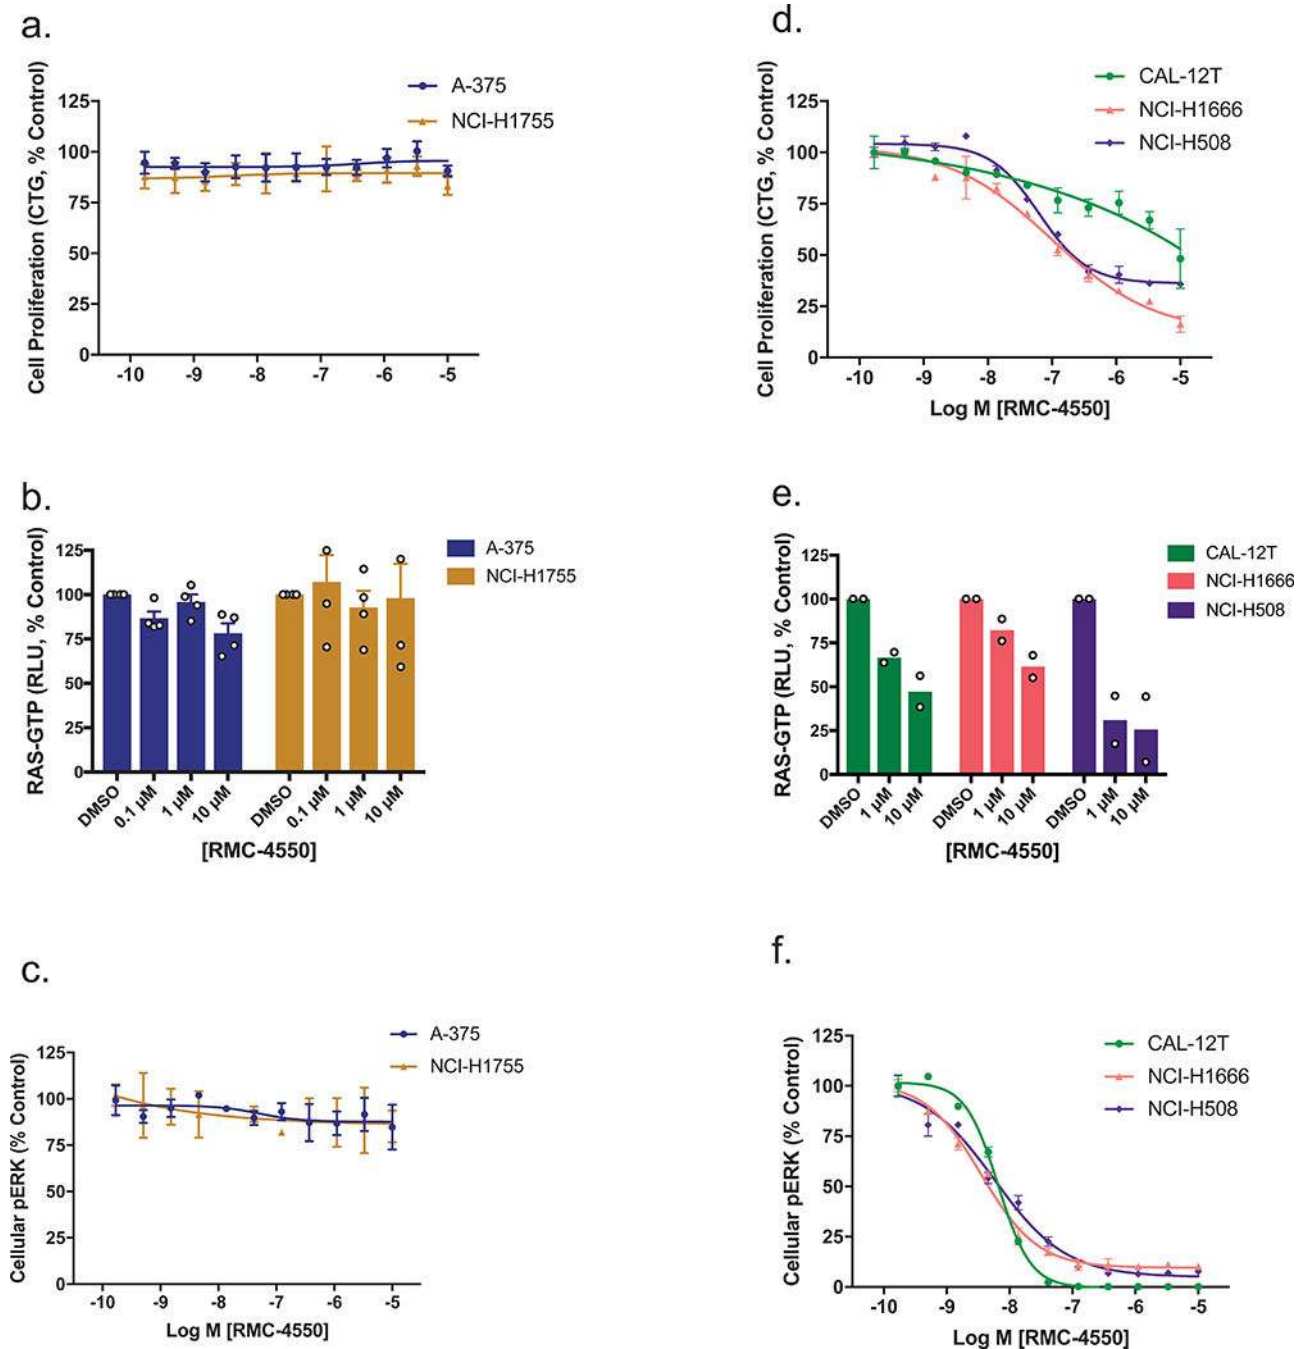 a.
A-375
NCI-H1755
Cell Proliferation (CTG, % Control)
125
100
75
50
25
0
-10 -9 -8 -7 -6 -5
d.
CAL-12T
NCI-H1666
NCI-H508
Cell Proliferation (CTG, % Control)
125
100
75
50
25
0
-10 -9 -8 -7 -6 -5
Log M [RMC-4550]
b.
A-375
NCI-H1755
RAS-GTP (RLU, % Control)
125
100
75
50
25
0
DMSO 0.1 µM 1 µM 10 µM DMSO 0.1 µM 1 µM 10 µM
[RMC-4550]
e.
CAL-12T
NCI-H1666
NCI-H508
RAS-GTP (RLU, % Control)
125
100
75
50
25
0
DMSO 1 µM 10 µM DMSO 1 µM 10 µM DMSO 1 µM 10 µM
[RMC-4550]
c.
A-375
NCI-H1755
Cellular pERK (% Control)
125
100
75
50
25
0
-10 -9 -8 -7 -6 -5
Log M [RMC-4550]
f.
CAL-12T
NCI-H1666
NCI-H508
Cellular pERK (% Control)
125
100
75
50
25
0
-10 -9 -8 -7 -6 -5
Log M [RMC-4550]